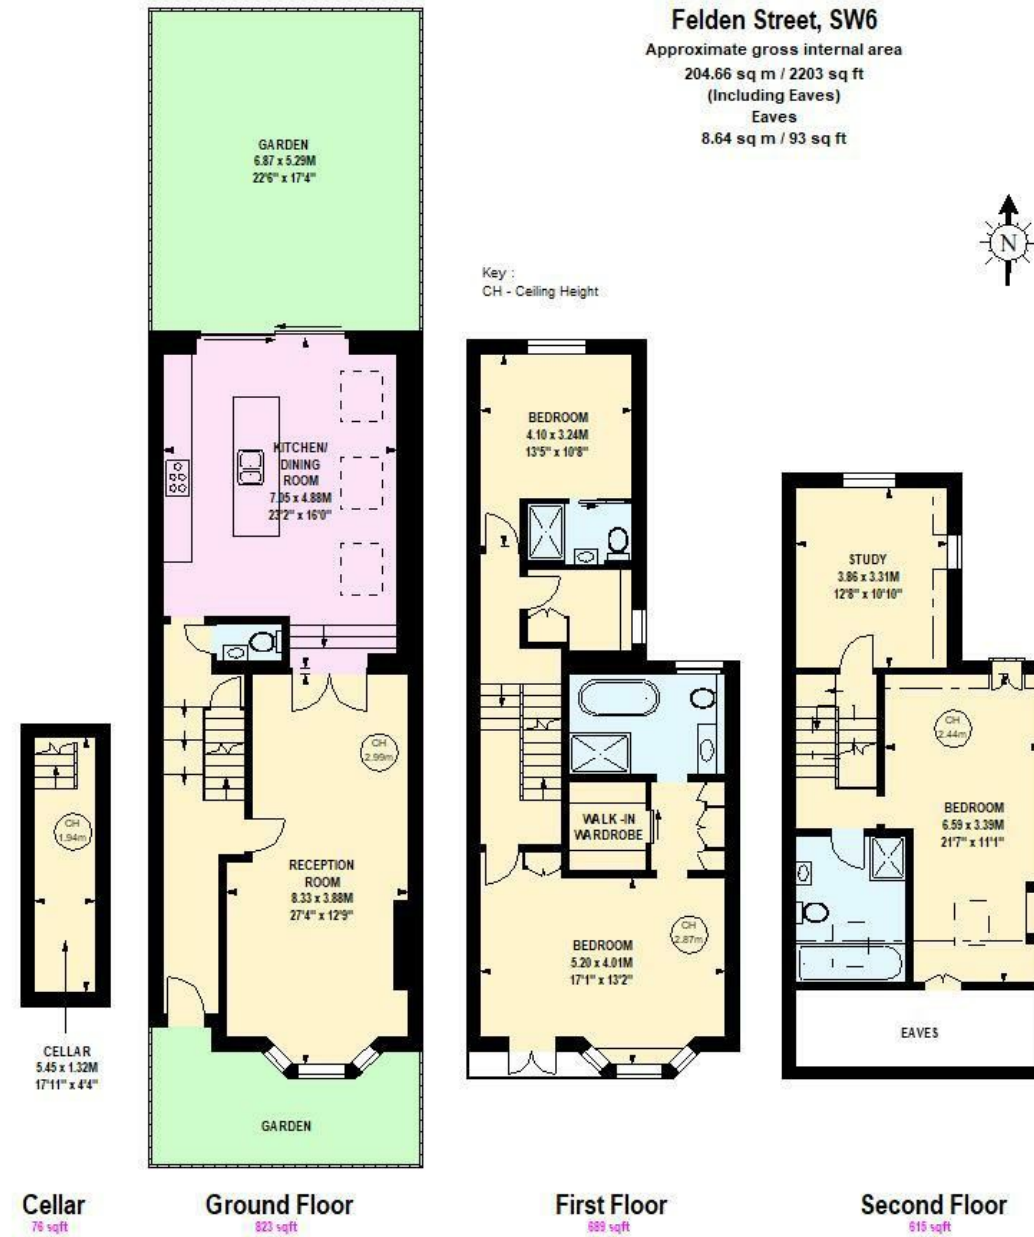 Felden Street, SW6
Approximate gross internal area
204.66 sq m / 2203 sq ft
(Including Eaves)
Eaves
8.64 sq m / 93 sq ft
N
Key :
CH - Ceiling Height
GARDEN
6.87 x 5.29M
22'6" x 17'4"
KITCHEN/
DINING
ROOM
7.05 x 4.88M
23'2" x 16'0"
CH
2.99m
RECEPTION
ROOM
8.33 x 3.88M
27'4" x 12'9"
GARDEN
CH
1.94m
CELLAR
5.45 x 1.32M
17'11" x 4'4"
BEDROOM
4.10 x 3.24M
13'5" x 10'8"
WALK -IN
WARDROBE
CH
2.87m
BEDROOM
5.20 x 4.01M
17'1" x 13'2"
STUDY
3.86 x 3.31M
12'8" x 10'10"
CH
2.44m
BEDROOM
6.59 x 3.39M
21'7" x 11'1"
EAVES
Cellar
76 sqft
Ground Floor
823 sqft
First Floor
689 sqft
Second Floor
615 sqft